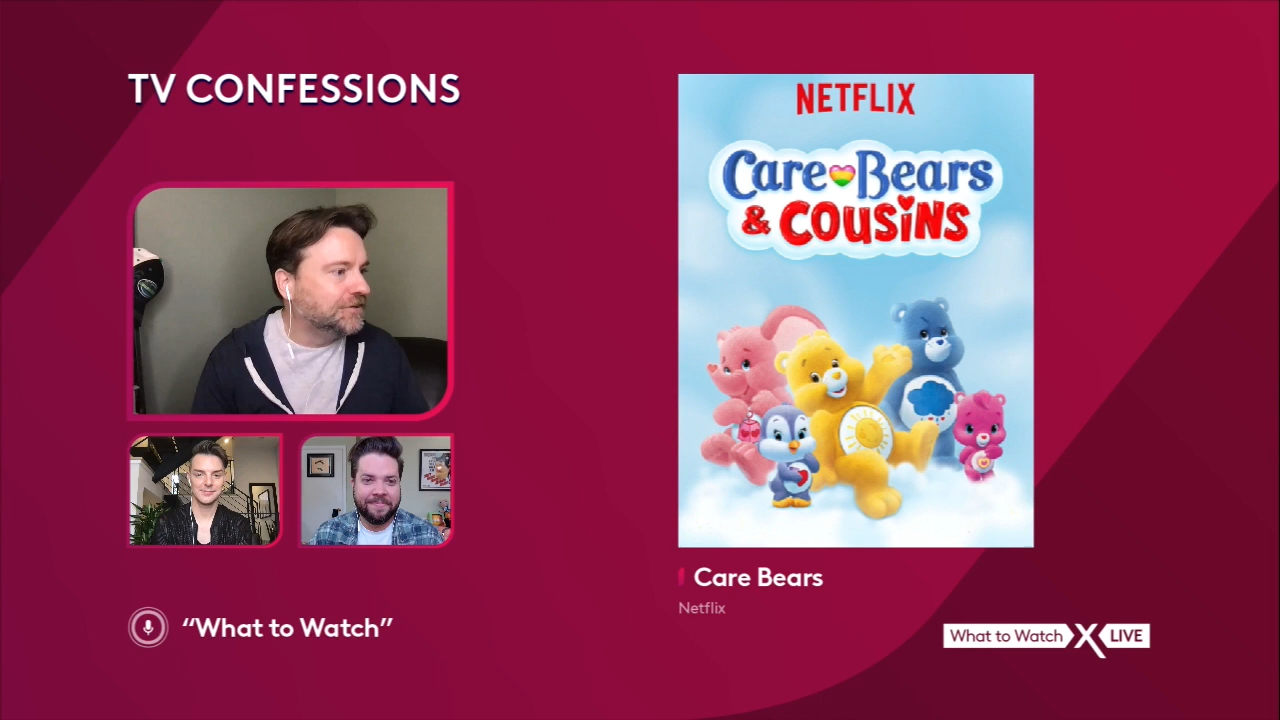 TV CONFESSIONS
NETFLIX
Care Bears
& COUSINS
Care Bears
Netflix
“What to Watch”
What to Watch X LIVE